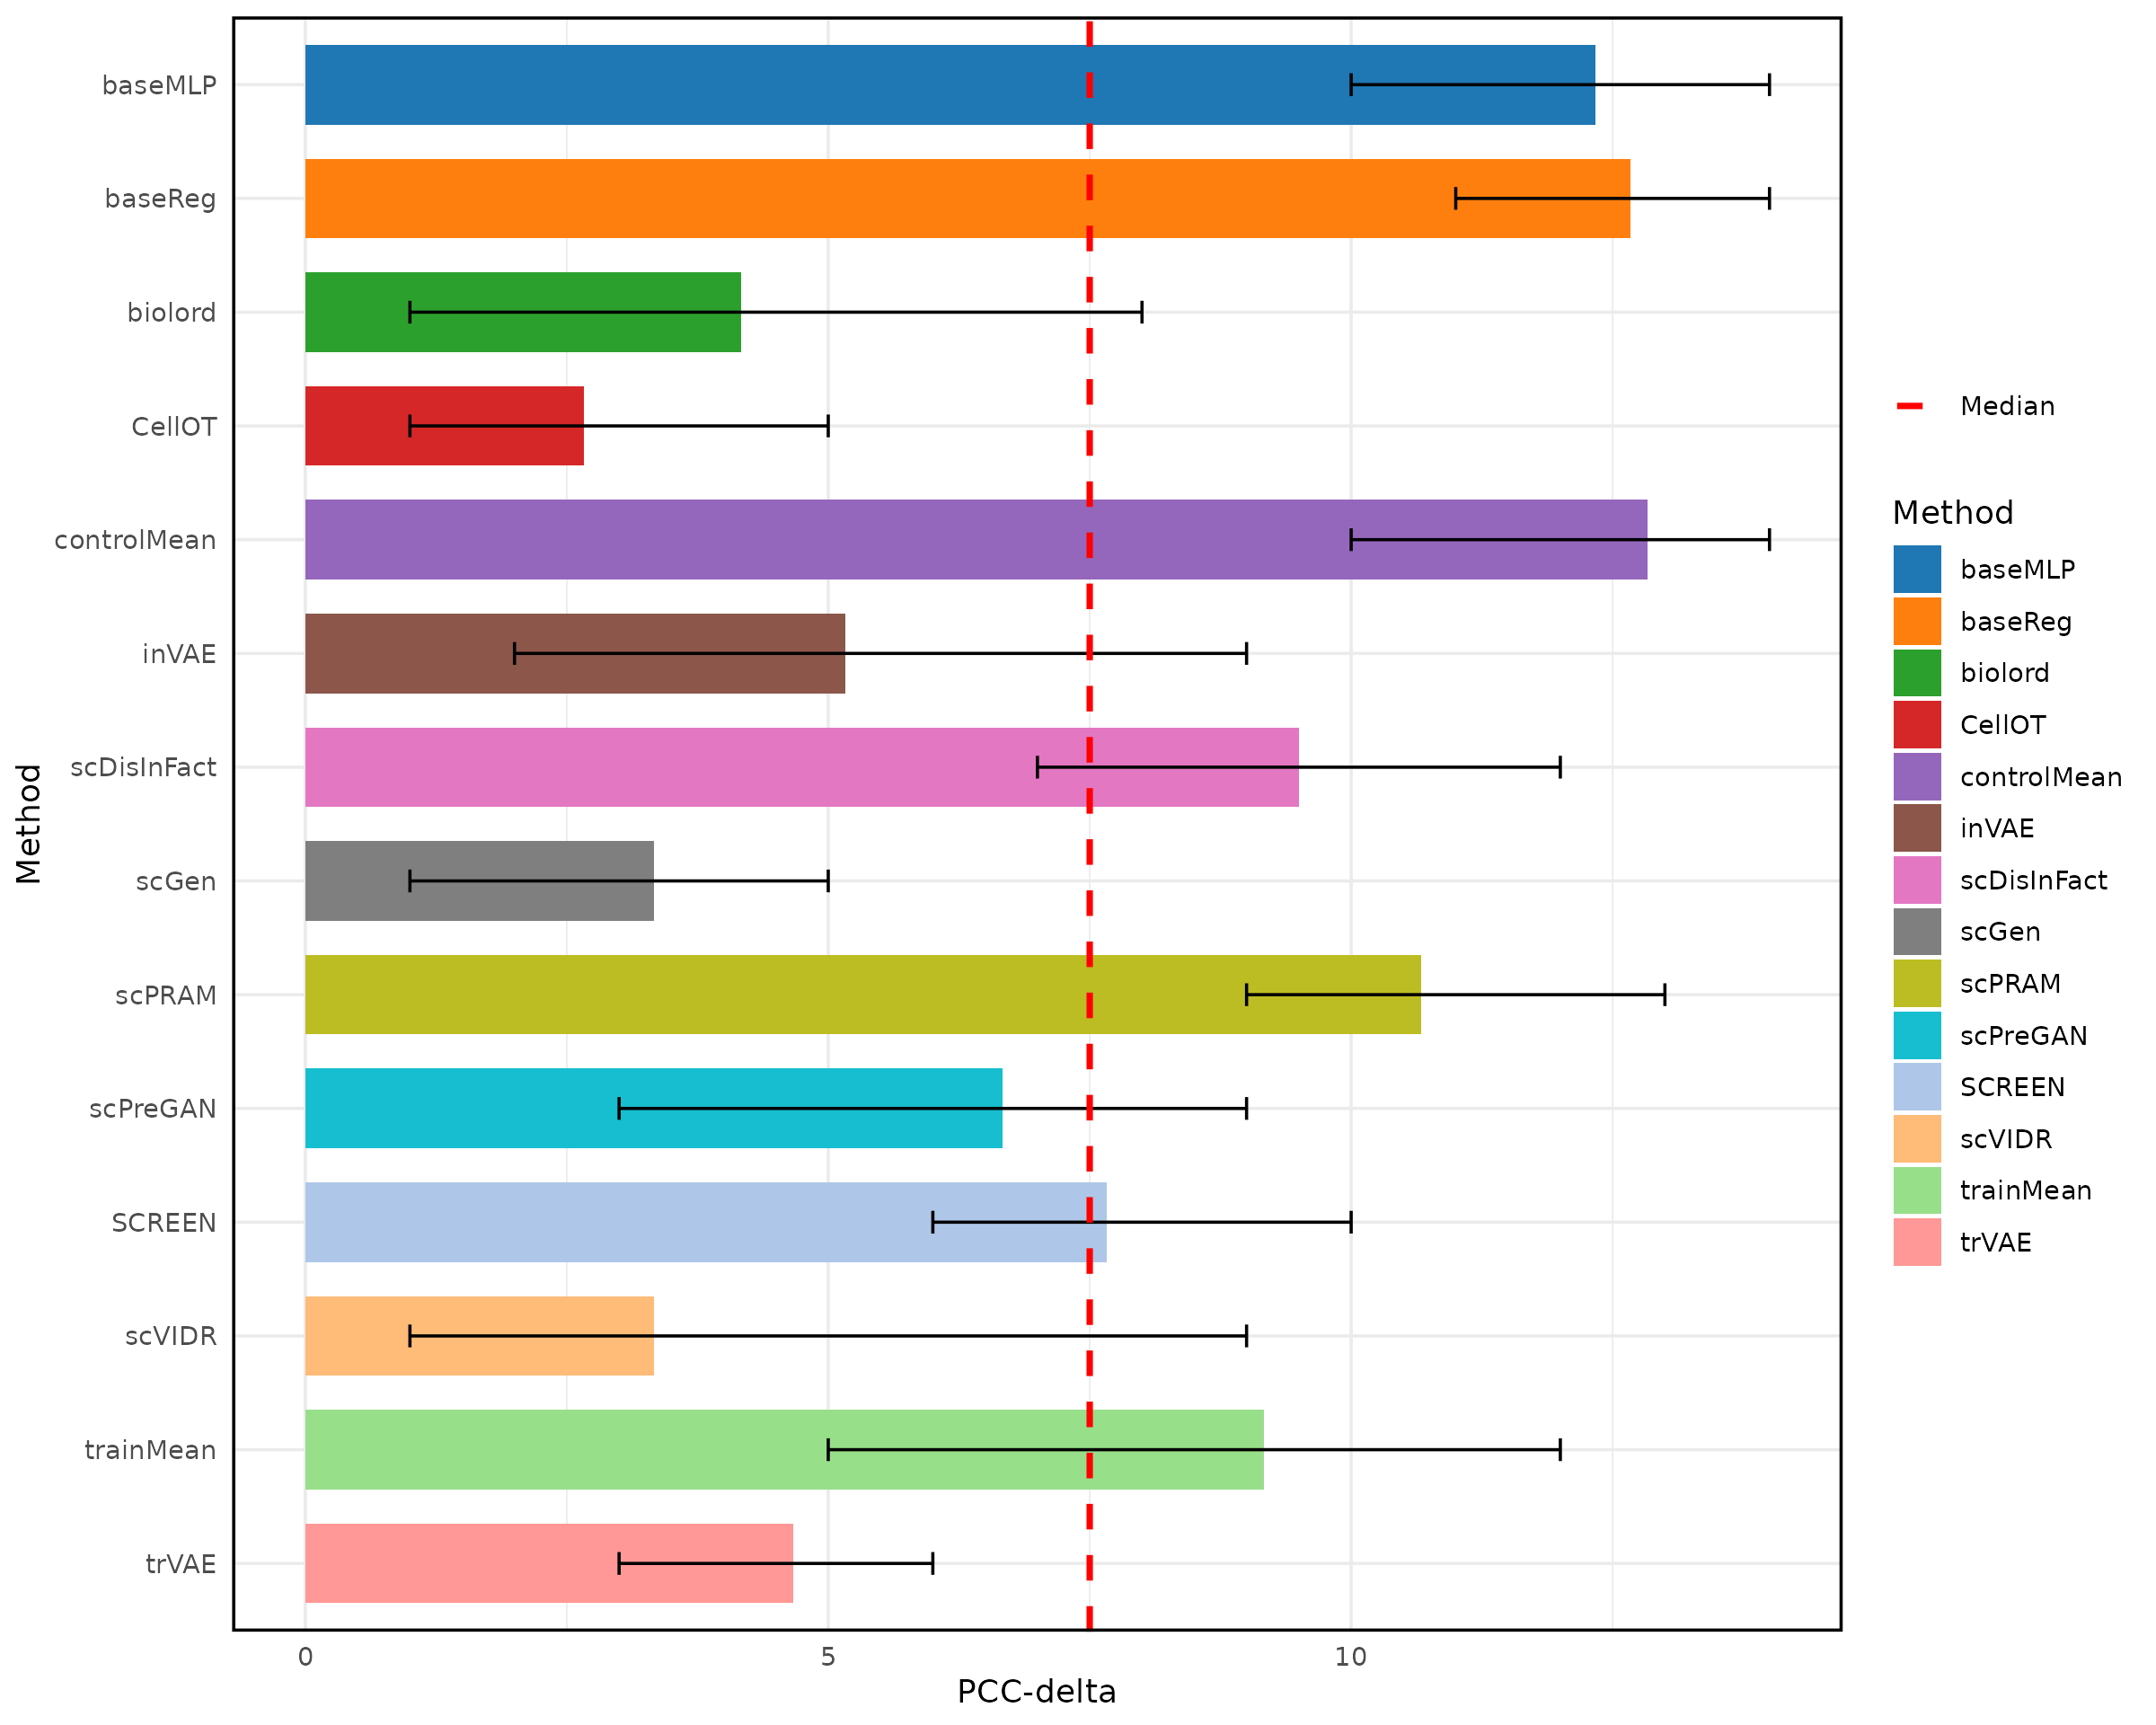 baseMLP
baseReg
biolord
CellOT
controlMean
inVAE
scDisInFact
scGen
scPRAM
scPreGAN
SCREEN
scVIDR
trainMean
trVAE
Method
0 5 10
PCC-delta
Median
Method
baseMLP
baseReg
biolord
CellOT
controlMean
inVAE
scDisInFact
scGen
scPRAM
scPreGAN
SCREEN
scVIDR
trainMean
trVAE